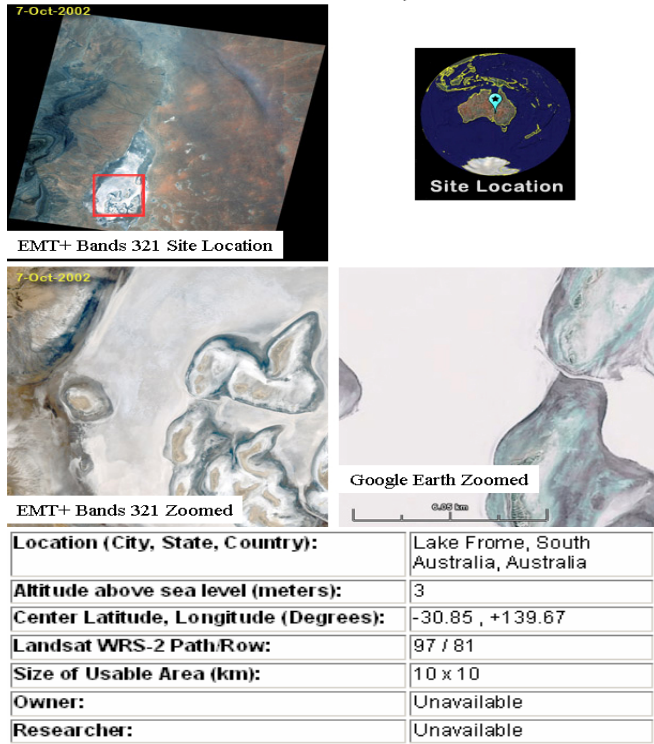 7-Oct-2002
EMT+ Bands 321 Site Location
Site Location
7-Oct-2002
EMT+ Bands 321 Zoomed
Google Earth Zoomed
6.05 km
Location (City, State, Country): Lake Frome, South
Australia, Australia
Altitude above sea level (meters): 3
Center Latitude, Longitude (Degrees): -30.85 , +139.67
Landsat WRS-2 Path/Row: 97 / 81
Size of Usable Area (km): 10 x 10
Owner: Unavailable
Researcher: Unavailable